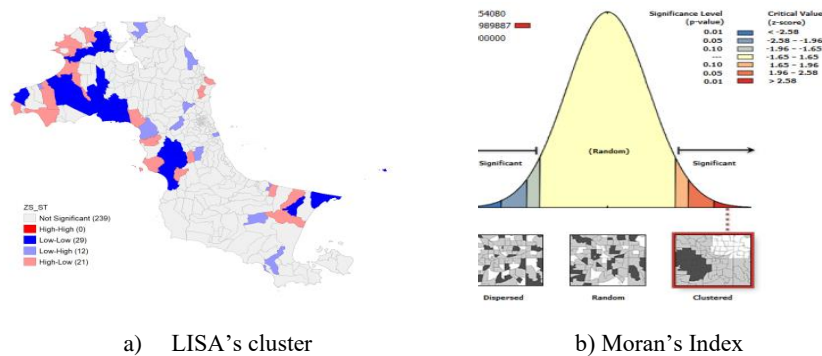 ZS_ST
Not Significant (239)
High-High (0)
Low-Low (29)
Low-High (12)
High-Low (21)
a) LISA's cluster
54080
989887
00000
Significance Level
(p-value)
Critical Value
(z-score)
0.01 < -2.58
0.05 -2.58 – -1.96
0.10 -1.96 – -1.65
— -1.65 – 1.65
0.10 1.65 – 1.96
0.05 1.96 – 2.58
0.01 > 2.58
Significant
(Random)
Significant
Dispersed
Random
Clustered
b) Moran's Index